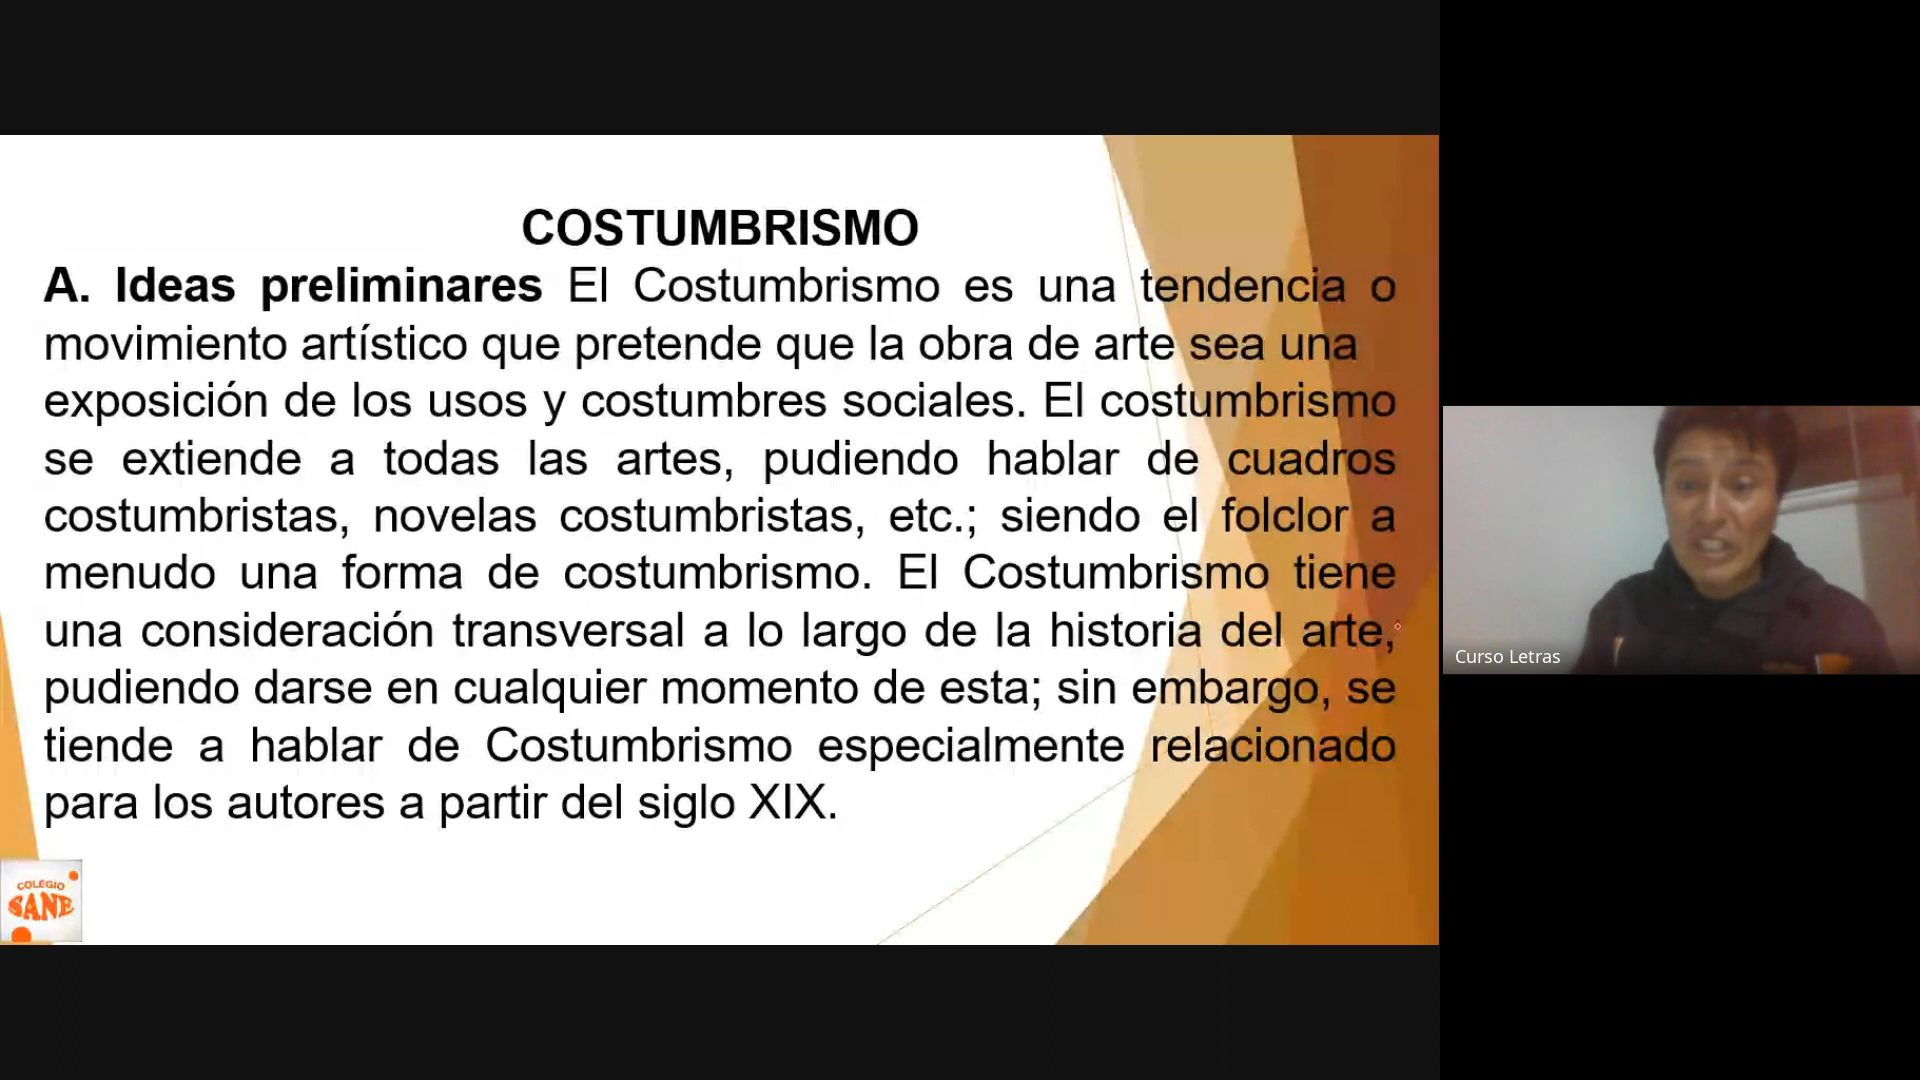 COSTUMBRISMO
A. Ideas preliminares El Costumbrismo es una tendencia o
movimiento artístico que pretende que la obra de arte sea una
exposición de los usos y costumbres sociales. El costumbrismo
se extiende a todas las artes, pudiendo hablar de cuadros
costumbristas, novelas costumbristas, etc.; siendo el folclor a
menudo una forma de costumbrismo. El Costumbrismo tiene
una consideración transversal a lo largo de la historia del arte,
pudiendo darse en cualquier momento de esta; sin embargo, se
tiende a hablar de Costumbrismo especialmente relacionado
para los autores a partir del siglo XIX.
COLEGIO
SANE
Curso Letras